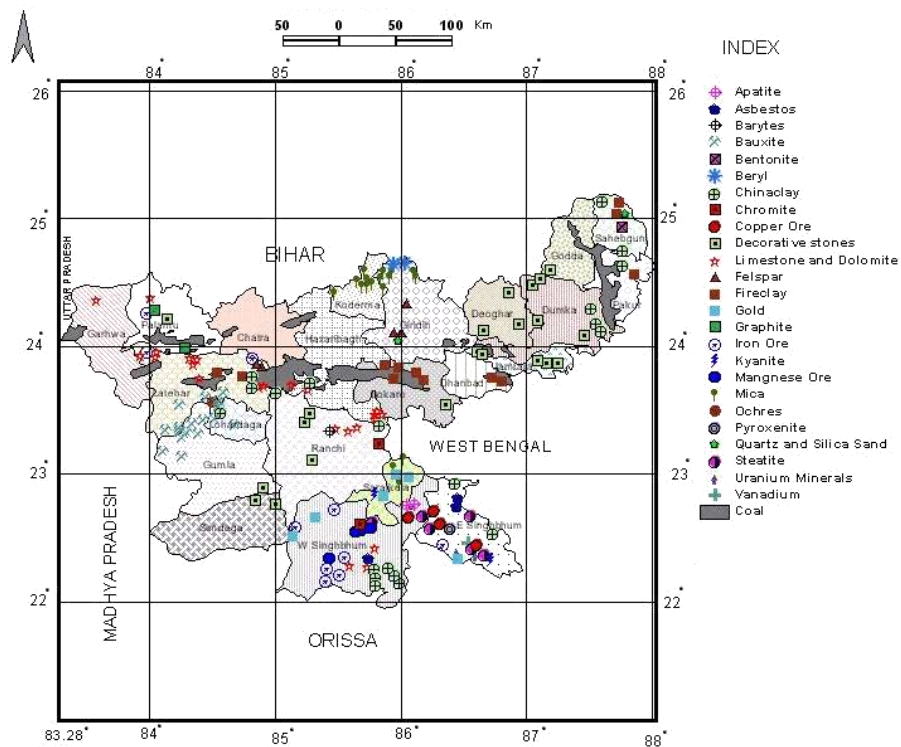 50 0 50 100 Km
INDEX
84° 85° 86° 87° 88°
26° 26°
25° 25°
24° 24°
23° 23°
22° 22°
83.28° 84° 85° 86° 87° 88°
UTTAR PRADESH
BIHAR
WEST BENGAL
MADHYA PRADESH
ORISSA
Sahebgunj
Godda
Pakur
Koderma
Giridih
Deoghar
Dumka
Garhwa
Palamu
Chatra
Hazaribagh
Jamtara
Dhanbad
Bokaro
Latehar
Lohardaga
Ranchi
Gumla
Saraikela
Simdega
W Singhbhum
E Singhbhum
Apatite
Asbestos
Barytes
Bauxite
Bentonite
Beryl
Chinaclay
Chromite
Copper Ore
Decorative stones
Limestone and Dolomite
Felspar
Fireclay
Gold
Graphite
Iron Ore
Kyanite
Mangnese Ore
Mica
Ochres
Pyroxenite
Quartz and Silica Sand
Steatite
Uranium Minerals
Vanadium
Coal